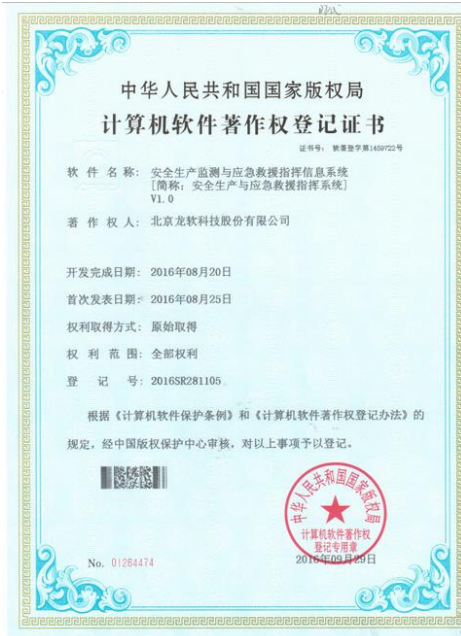 中华人民共和国国家版权局
计算机软件著作权登记证书
证书号： 软著登字第1459722号
软件名称： 安全生产监测与应急救援指挥信息系统
[简称：安全生产与应急救援指挥系统]
V1.0
著作权人： 北京龙软科技股份有限公司
开发完成日期： 2016年08月20日
首次发表日期： 2016年08月25日
权利取得方式： 原始取得
权利范围： 全部权利
登记号： 2016SR281105
根据《计算机软件保护条例》和《计算机软件著作权登记办法》的
规定，经中国版权保护中心审核，对以上事项予以登记。
中华人民共和国国家版权局
计算机软件著作权
登记专用章
No. 01264474
2016年09月29日